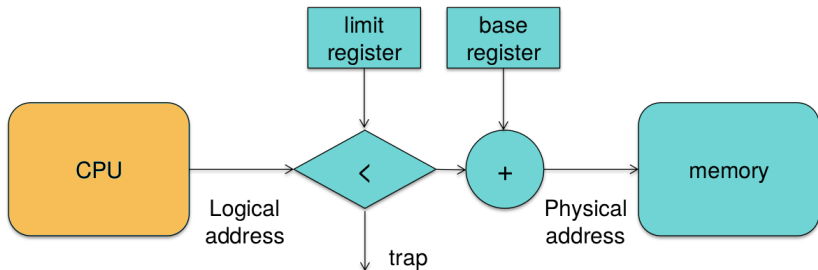 limit
register
base
register
CPU
<
+
memory
Logical
address
Physical
address
trap